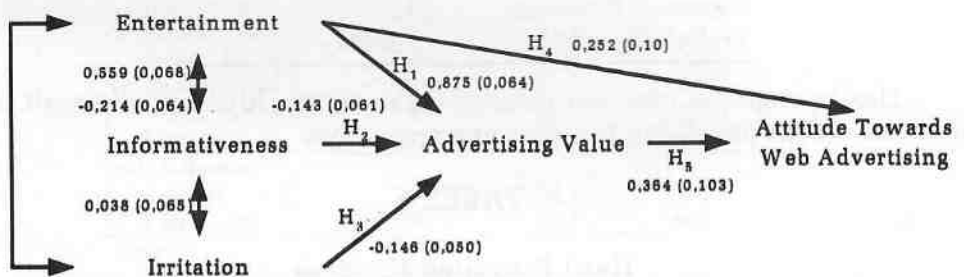 Entertainment
H4 0,252 (0,10)
0,559 (0,068)
H1 0,875 (0,064)
-0,214 (0,064)
-0,143 (0,061)
Informativeness
H2
Advertising Value
H5
0,364 (0,103)
Attitude Towards
Web Advertising
0,038 (0,065)
H3
-0,146 (0,050)
Irritation